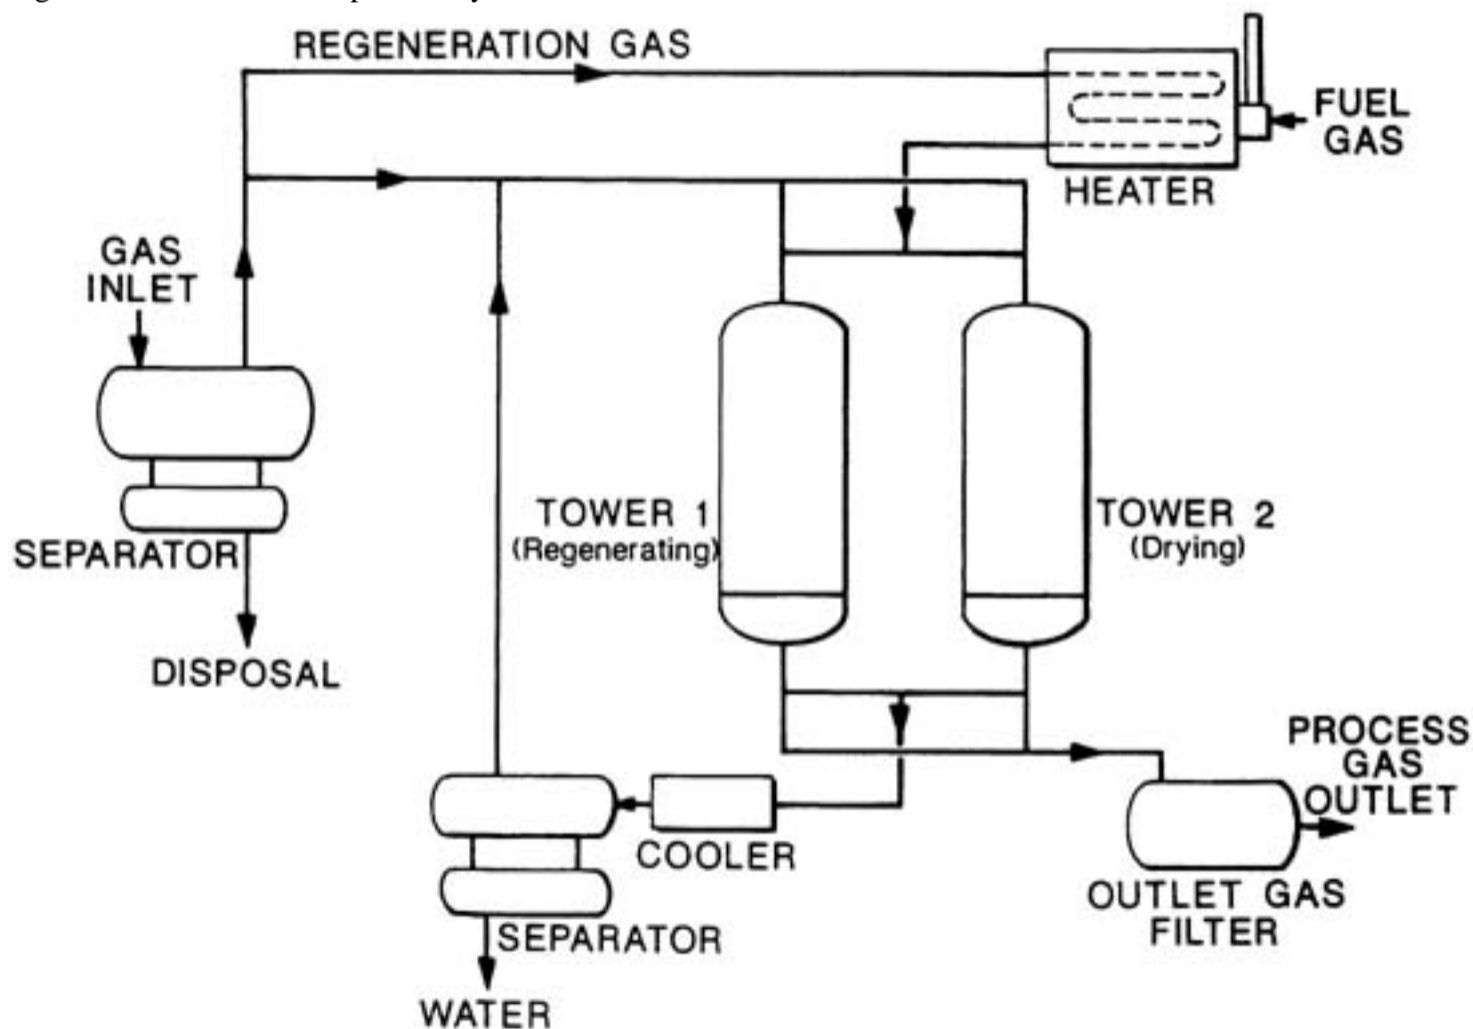 REGENERATION GAS
FUEL
GAS
HEATER
GAS
INLET
TOWER 1
(Regenerating)
TOWER 2
(Drying)
SEPARATOR
DISPOSAL
PROCESS
GAS
OUTLET
COOLER
OUTLET GAS
FILTER
SEPARATOR
WATER